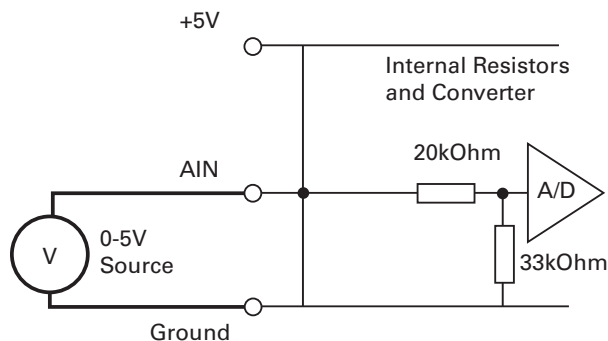 +5V
Internal Resistors
and Converter
20kOhm
AIN
A/D
0-5V
V
Source
33kOhm
Ground